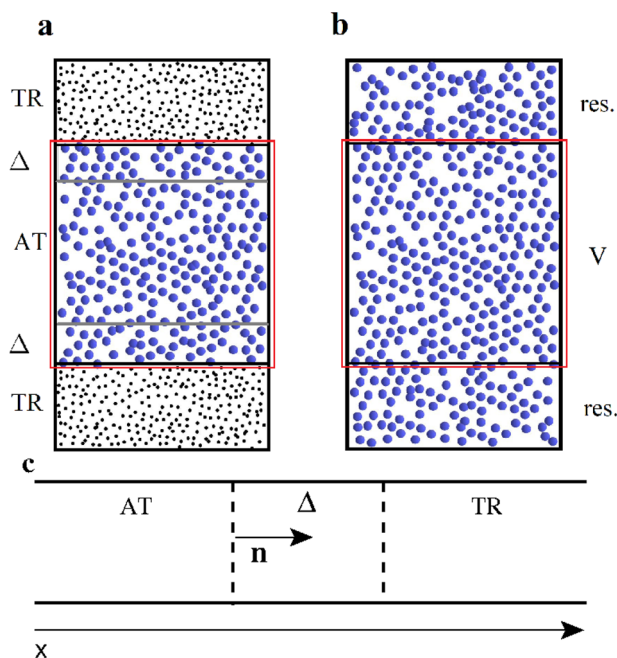 a b
TR res.
Δ
AT V
Δ
TR res.
c
AT Δ TR
n
x